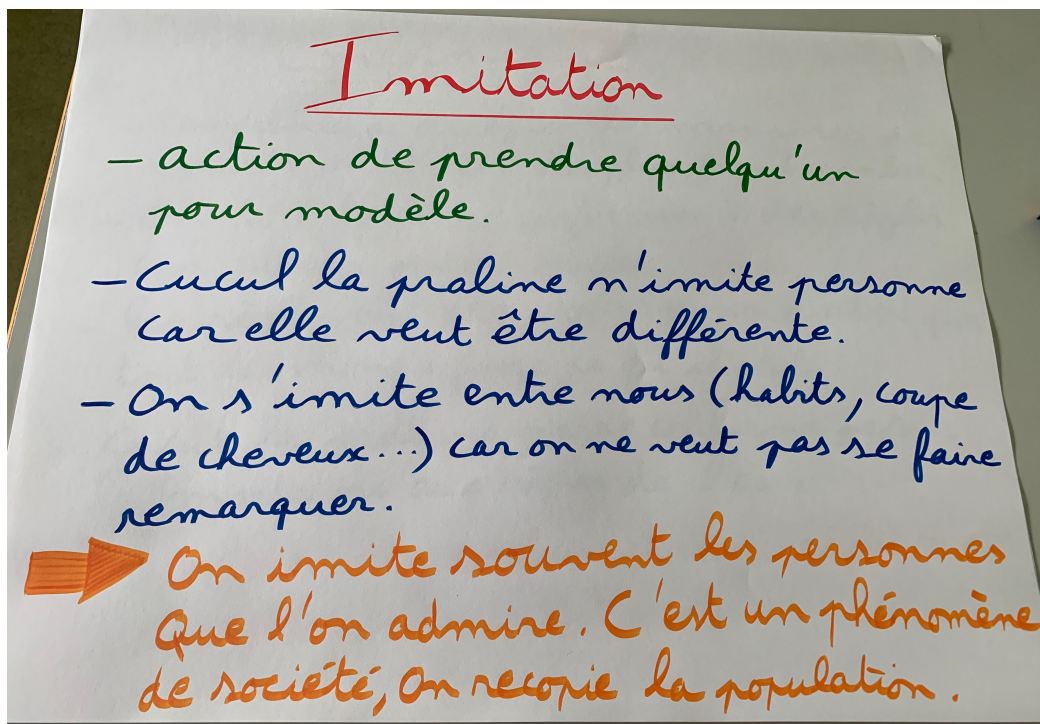 Imitation
- action de prendre quelqu'un
pour modèle.
- Cucul la praline n'imite personne
car elle veut être différente.
- On s'imite entre nous (habits, coupe
de cheveux...) car on ne veut pas se faire
remarquer.
On imite souvent les personnes
Que l'on admire. C'est un phénomène
de société, On recopie la population.